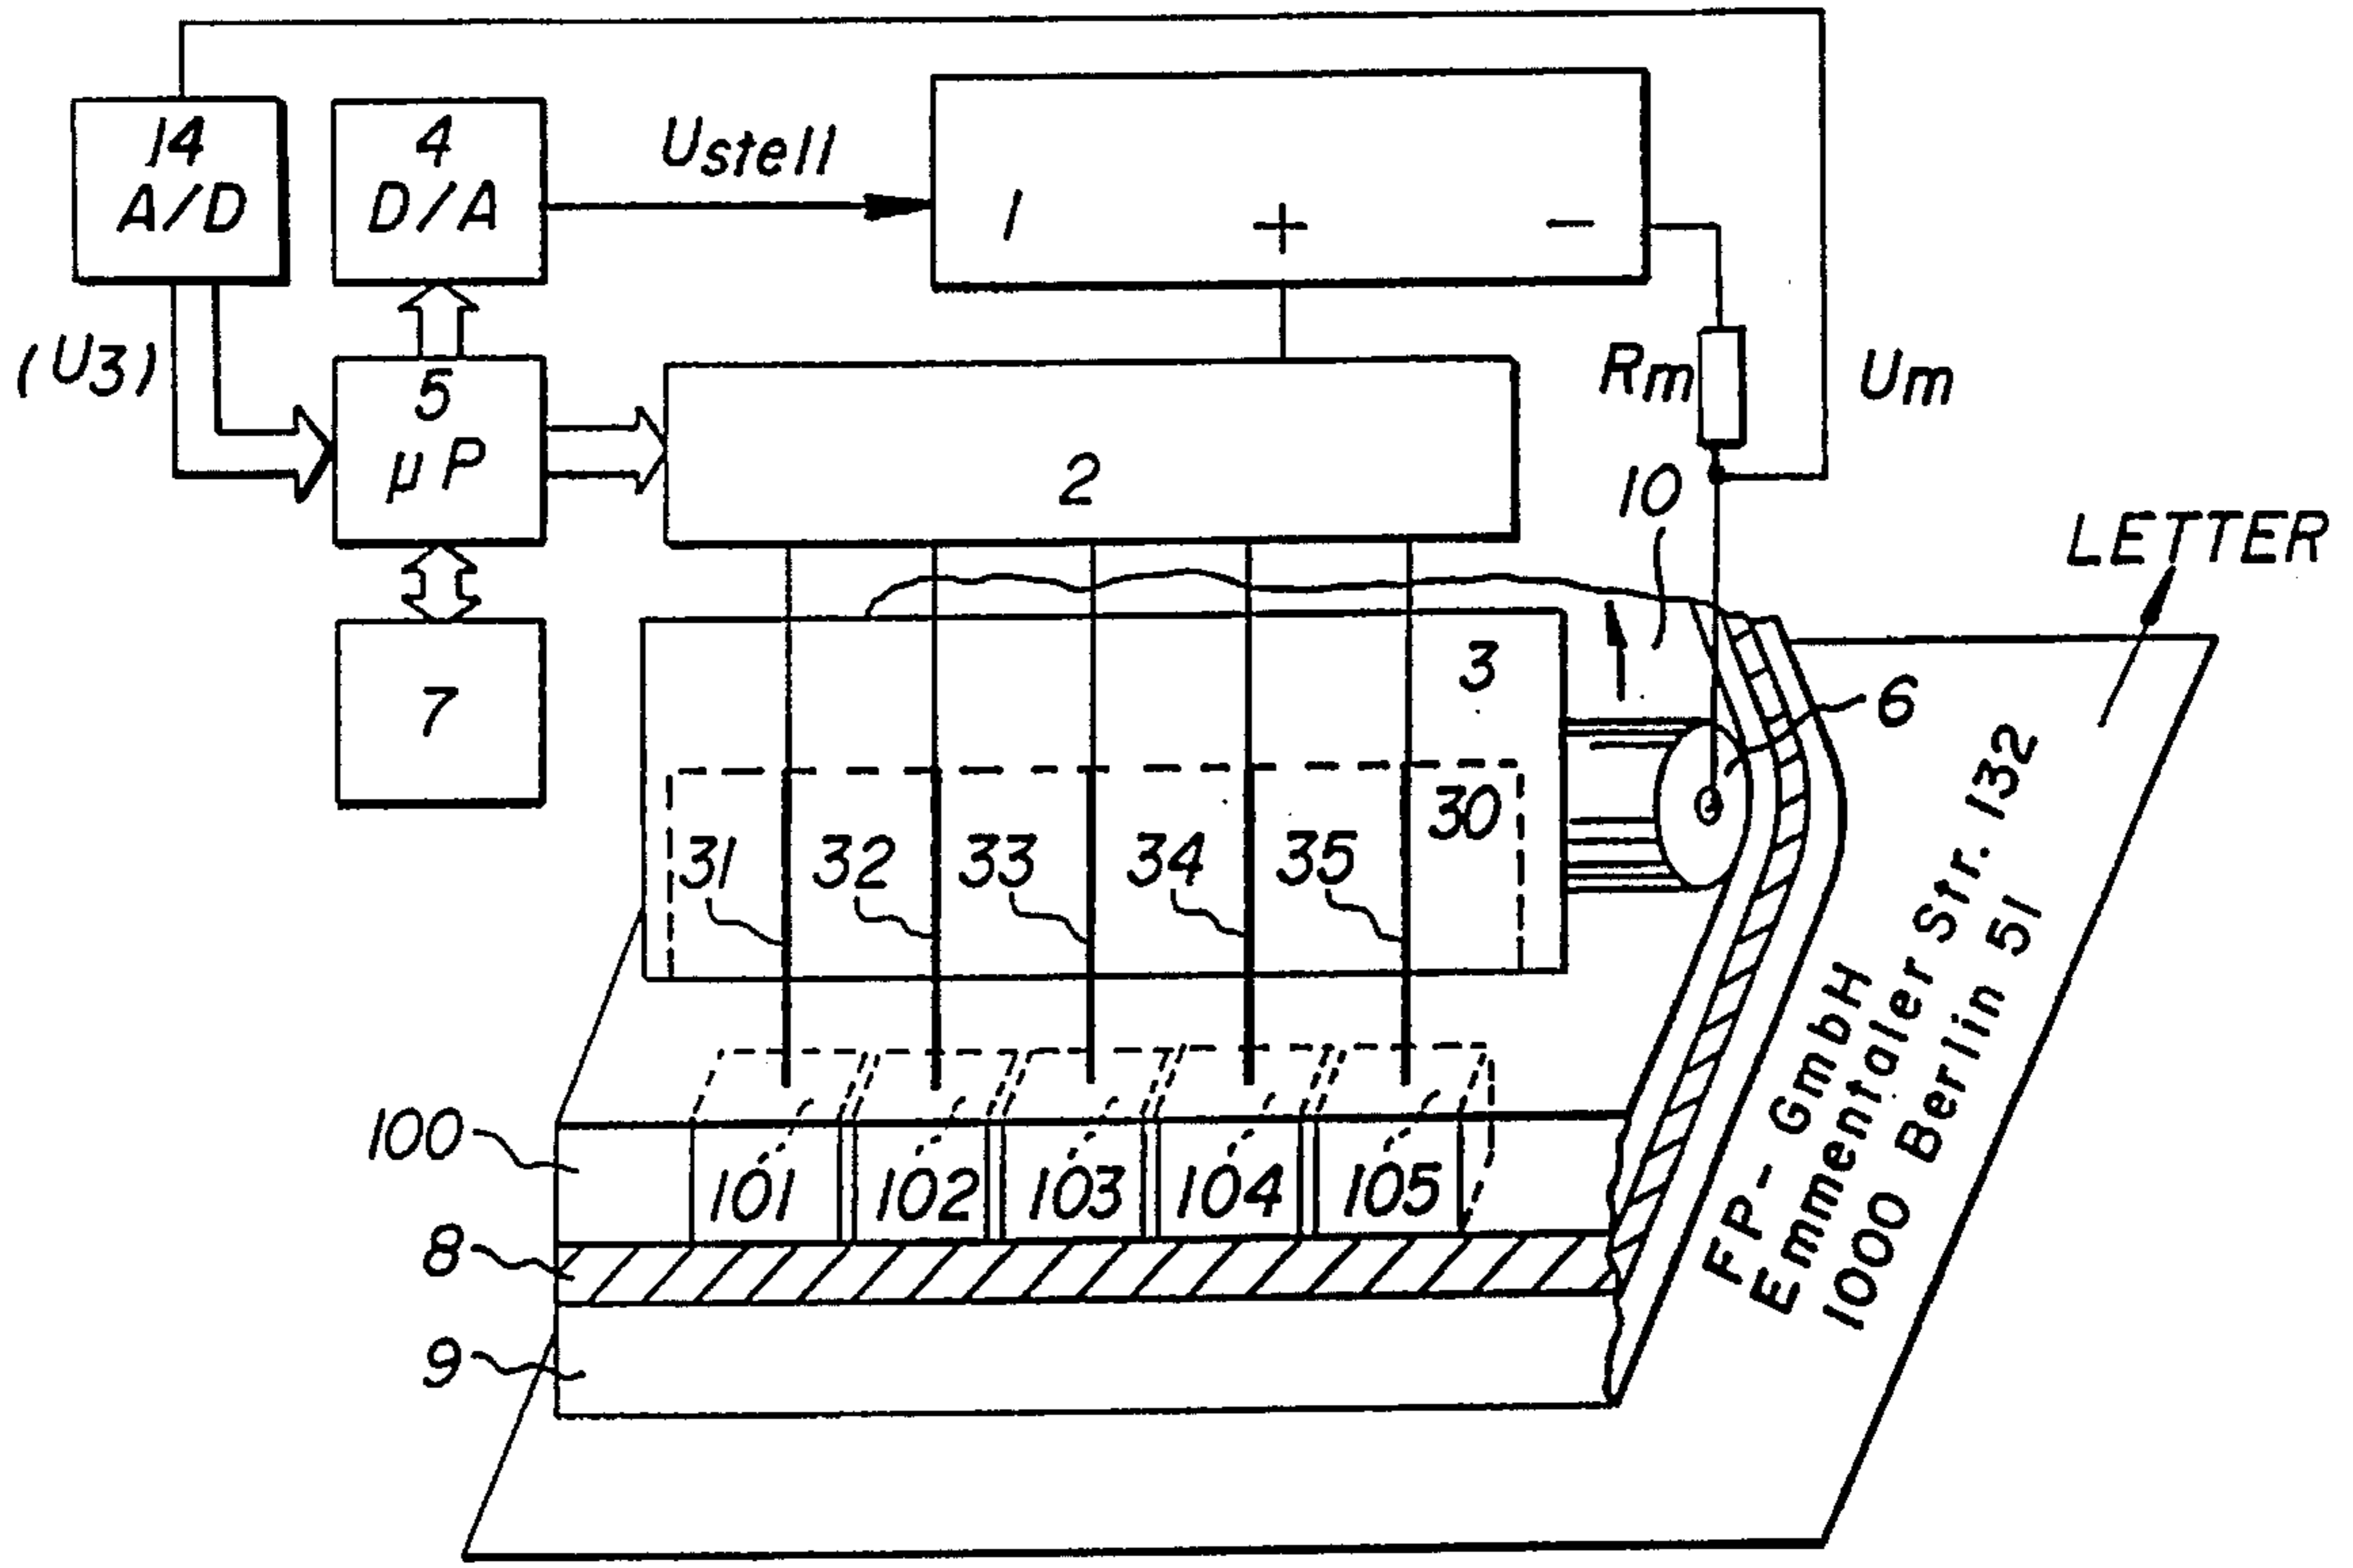 14
A/D
4
D/A
Ustell
1
+
−
(U3)
5
μP
2
Rm
Um
10
LETTER
7
3
6
30
31
32
33
34
35
FP- GmbH
Emmentaler Str. 132
1000 Berlin 51
100
101
102
103
104
105
8
9